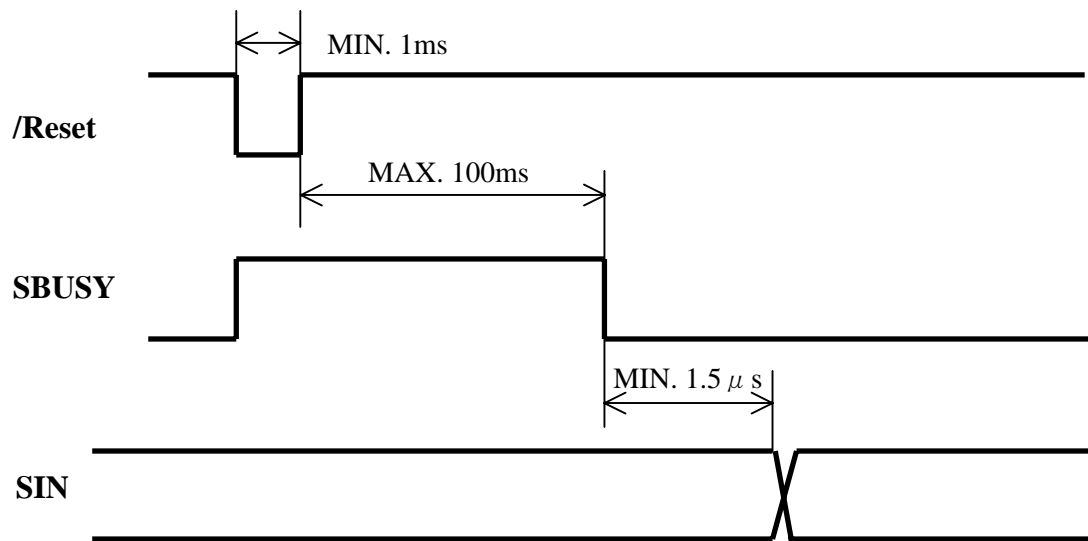 MIN. 1ms
/Reset
MAX. 100ms
SBUSY
MIN. 1.5 μ s
SIN